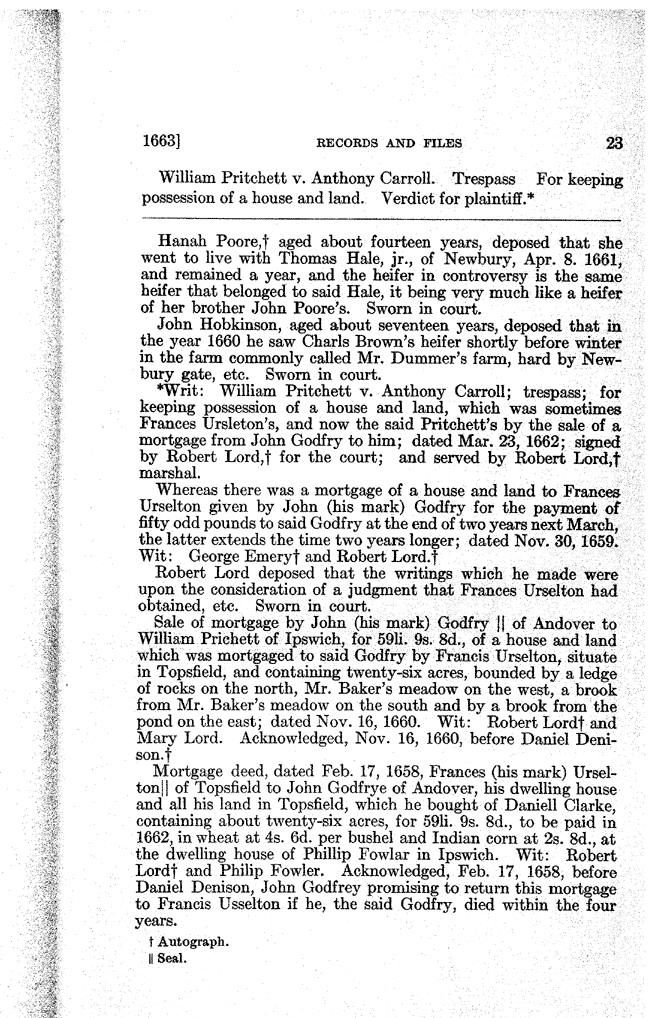 1663] RECORDS AND FILES 23
William Pritchett v. Anthony Carroll. Trespass For keeping
possession of a house and land. Verdict for plaintiff.*
Hanah Poore,† aged about fourteen years, deposed that she
went to live with Thomas Hale, jr., of Newbury, Apr. 8. 1661,
and remained a year, and the heifer in controversy is the same
heifer that belonged to said Hale, it being very much like a heifer
of her brother John Poore's. Sworn in court.
John Hobkinson, aged about seventeen years, deposed that in
the year 1660 he saw Charls Brown's heifer shortly before winter
in the farm commonly called Mr. Dummer's farm, hard by New-
bury gate, etc. Sworn in court.
*Writ: William Pritchett v. Anthony Carroll; trespass; for
keeping possession of a house and land, which was sometimes
Frances Ursleton's, and now the said Pritchett's by the sale of a
mortgage from John Godfry to him; dated Mar. 23, 1662; signed
by Robert Lord,† for the court; and served by Robert Lord,†
marshal.
Whereas there was a mortgage of a house and land to Frances
Urselton given by John (his mark) Godfry for the payment of
fifty odd pounds to said Godfry at the end of two years next March,
the latter extends the time two years longer; dated Nov. 30, 1659.
Wit: George Emery† and Robert Lord.†
Robert Lord deposed that the writings which he made were
upon the consideration of a judgment that Frances Urselton had
obtained, etc. Sworn in court.
Sale of mortgage by John (his mark) Godfry || of Andover to
William Prichett of Ipswich, for 59li. 9s. 8d., of a house and land
which was mortgaged to said Godfry by Francis Urselton, situate
in Topsfield, and containing twenty-six acres, bounded by a ledge
of rocks on the north, Mr. Baker's meadow on the west, a brook
from Mr. Baker's meadow on the south and by a brook from the
pond on the east; dated Nov. 16, 1660. Wit: Robert Lord† and
Mary Lord. Acknowledged, Nov. 16, 1660, before Daniel Deni-
son.†
Mortgage deed, dated Feb. 17, 1658, Frances (his mark) Ursel-
ton|| of Topsfield to John Godfrye of Andover, his dwelling house
and all his land in Topsfield, which he bought of Daniell Clarke,
containing about twenty-six acres, for 59li. 9s. 8d., to be paid in
1662, in wheat at 4s. 6d. per bushel and Indian corn at 2s. 8d., at
the dwelling house of Phillip Fowlar in Ipswich. Wit: Robert
Lord† and Philip Fowler. Acknowledged, Feb. 17, 1658, before
Daniel Denison, John Godfrey promising to return this mortgage
to Francis Usselton if he, the said Godfry, died within the four
years.
† Autograph.
|| Seal.